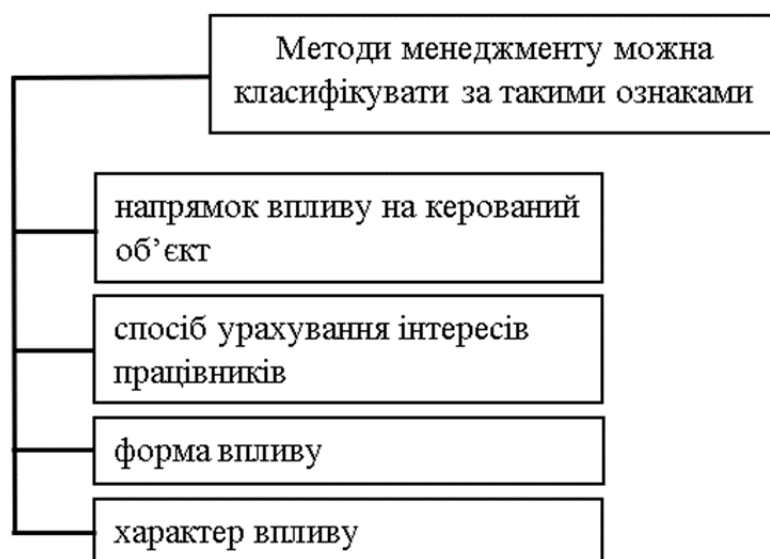 Методи менеджменту можна
класифікувати за такими ознаками
напрямок впливу на керований
об’єкт
спосіб урахування інтересів
працівників
форма впливу
характер впливу